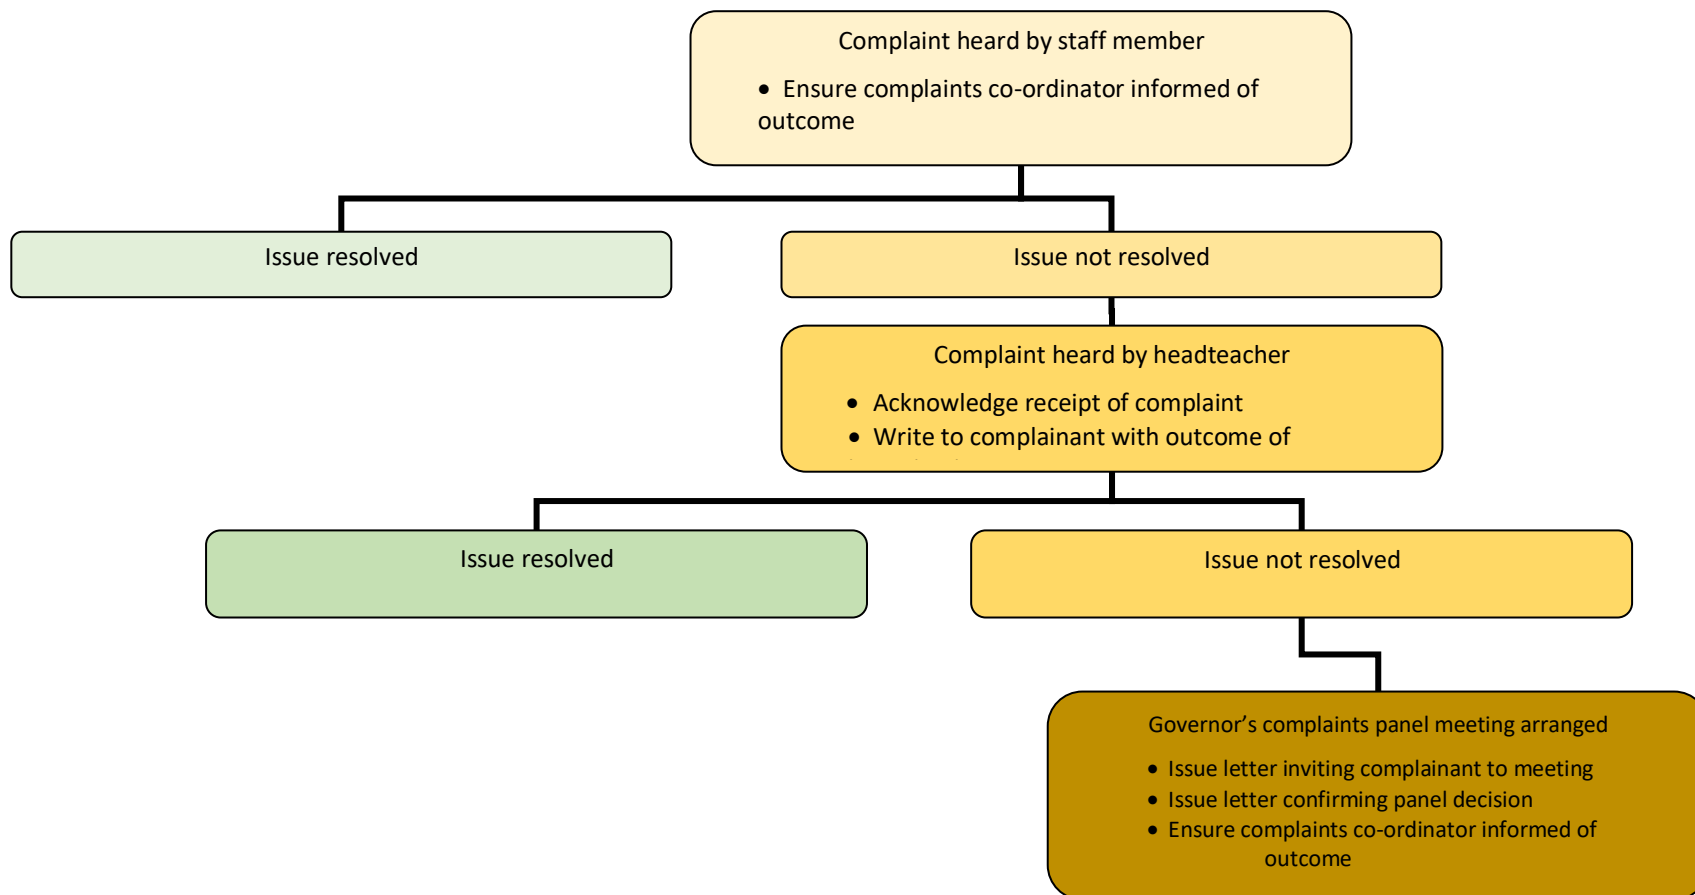 Complaint heard by staff member
• Ensure complaints co-ordinator informed of
outcome
Issue resolved
Issue not resolved
Complaint heard by headteacher
• Acknowledge receipt of complaint
• Write to complainant with outcome of
Issue resolved
Issue not resolved
Governor’s complaints panel meeting arranged
• Issue letter inviting complainant to meeting
• Issue letter confirming panel decision
• Ensure complaints co-ordinator informed of
outcome